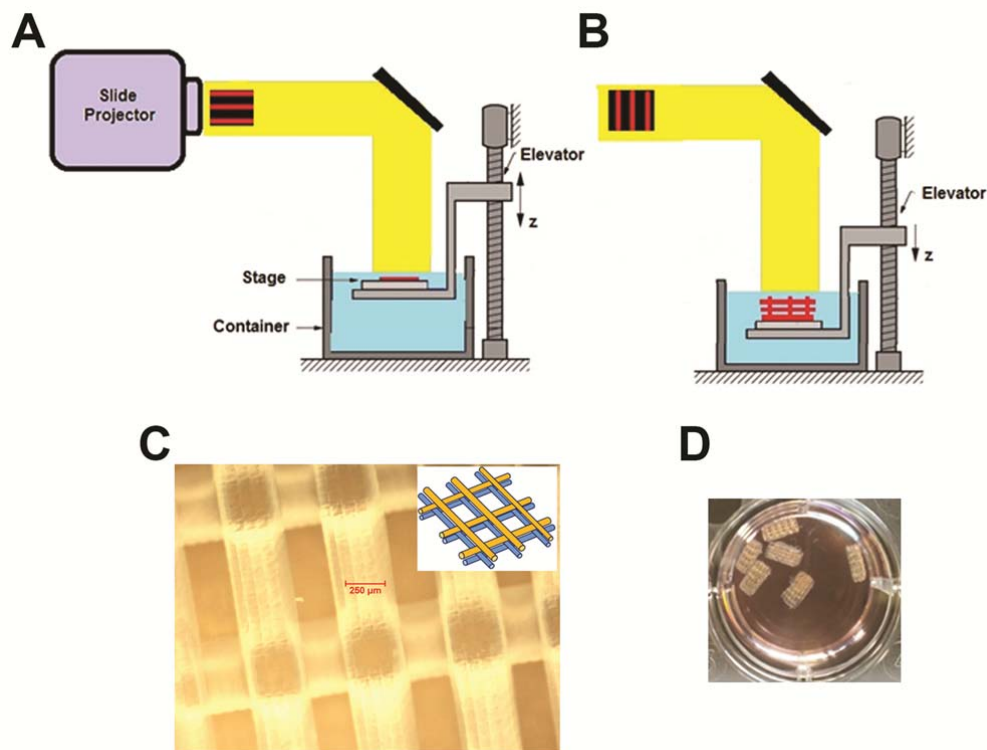 A
B
Slide
Projector
Elevator
z
Stage
Container
Elevator
z
C
D
250 µm